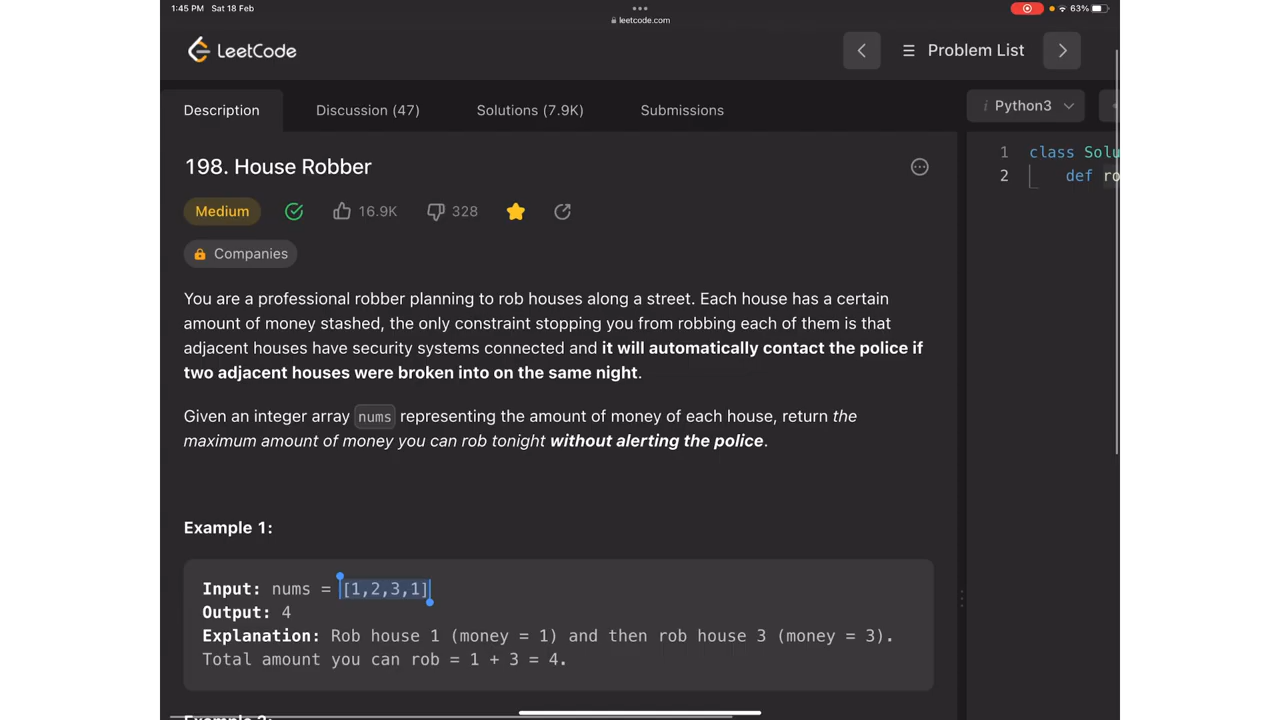 1:45 PM Sat 18 Feb
leetcode.com
63%
LeetCode
Problem List
Description
Discussion (47)
Solutions (7.9K)
Submissions
i Python3
198. House Robber
Medium
16.9K
328
Companies
You are a professional robber planning to rob houses along a street. Each house has a certain
amount of money stashed, the only constraint stopping you from robbing each of them is that
adjacent houses have security systems connected and it will automatically contact the police if
two adjacent houses were broken into on the same night.
Given an integer array nums representing the amount of money of each house, return the
maximum amount of money you can rob tonight without alerting the police.
Example 1:
Input: nums = [1,2,3,1]
Output: 4
Explanation: Rob house 1 (money = 1) and then rob house 3 (money = 3).
Total amount you can rob = 1 + 3 = 4.
1 class Solu
2 def ro